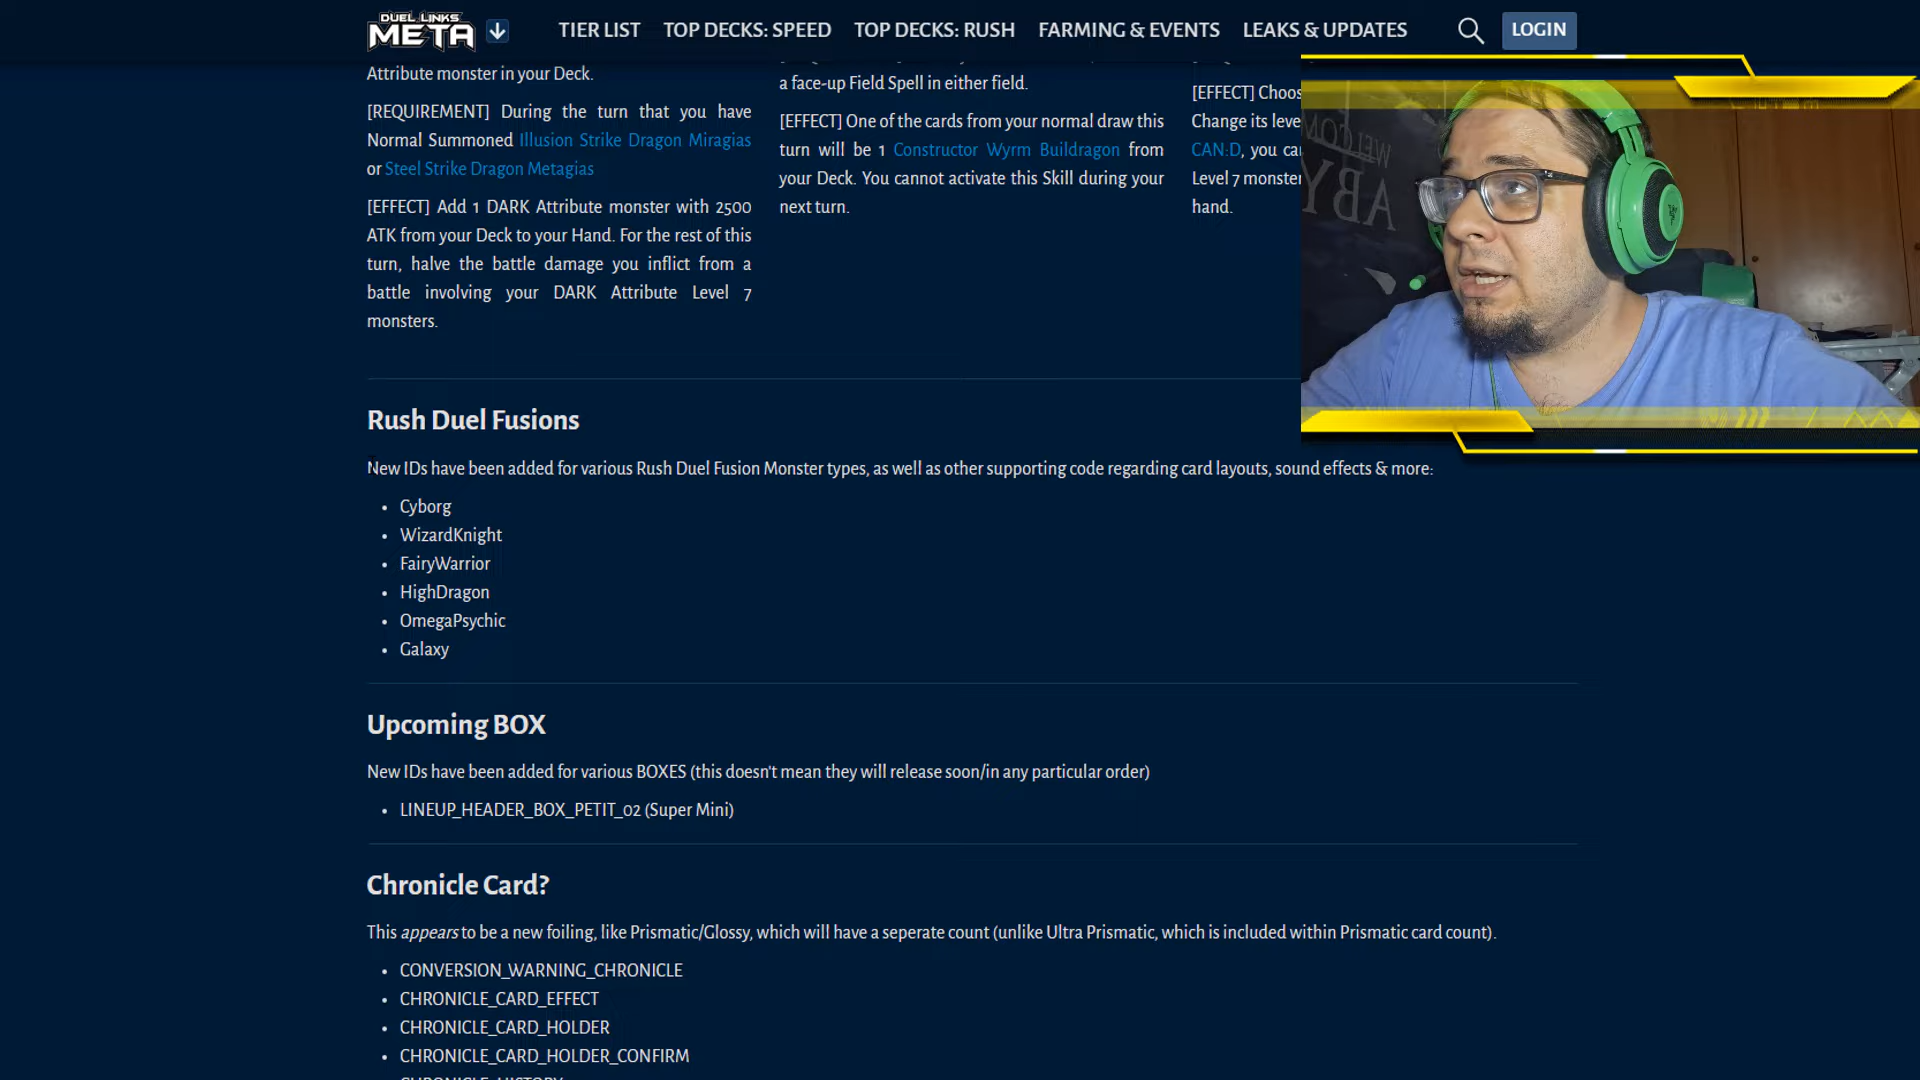 DUEL LINKS
META
TIER LIST
TOP DECKS: SPEED
TOP DECKS: RUSH
FARMING & EVENTS
LEAKS & UPDATES
LOGIN
Attribute monster in your Deck.
[REQUIREMENT] During the turn that you have
Normal Summoned Illusion Strike Dragon Miragias
or Steel Strike Dragon Metagias
[EFFECT] Add 1 DARK Attribute monster with 2500
ATK from your Deck to your Hand. For the rest of this
turn, halve the battle damage you inflict from a
battle involving your DARK Attribute Level 7
monsters.
a face-up Field Spell in either field.
[EFFECT] One of the cards from your normal draw this
turn will be 1 Constructor Wyrm Buildragon from
your Deck. You cannot activate this Skill during your
next turn.
[EFFECT] Choos
Change its leve
CAN:D, you ca
Level 7 monster
hand.
WELCOM
ABY
Rush Duel Fusions
New IDs have been added for various Rush Duel Fusion Monster types, as well as other supporting code regarding card layouts, sound effects & more:
• Cyborg
• WizardKnight
• FairyWarrior
• HighDragon
• OmegaPsychic
• Galaxy
Upcoming BOX
New IDs have been added for various BOXES (this doesn't mean they will release soon/in any particular order)
• LINEUP_HEADER_BOX_PETIT_02 (Super Mini)
Chronicle Card?
This appears to be a new foiling, like Prismatic/Glossy, which will have a seperate count (unlike Ultra Prismatic, which is included within Prismatic card count).
• CONVERSION_WARNING_CHRONICLE
• CHRONICLE_CARD_EFFECT
• CHRONICLE_CARD_HOLDER
• CHRONICLE_CARD_HOLDER_CONFIRM